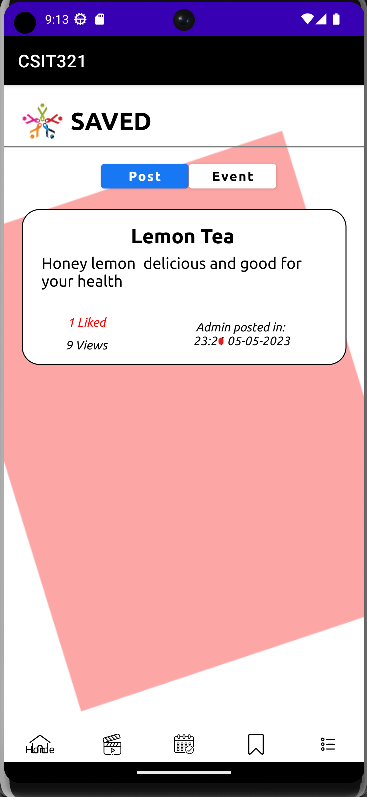 9:13
CSIT321
SAVED
Post
Event
Lemon Tea
Honey lemon delicious and good for
your health
1 Liked
9 Views
Admin posted in:
05-05-2023
Home